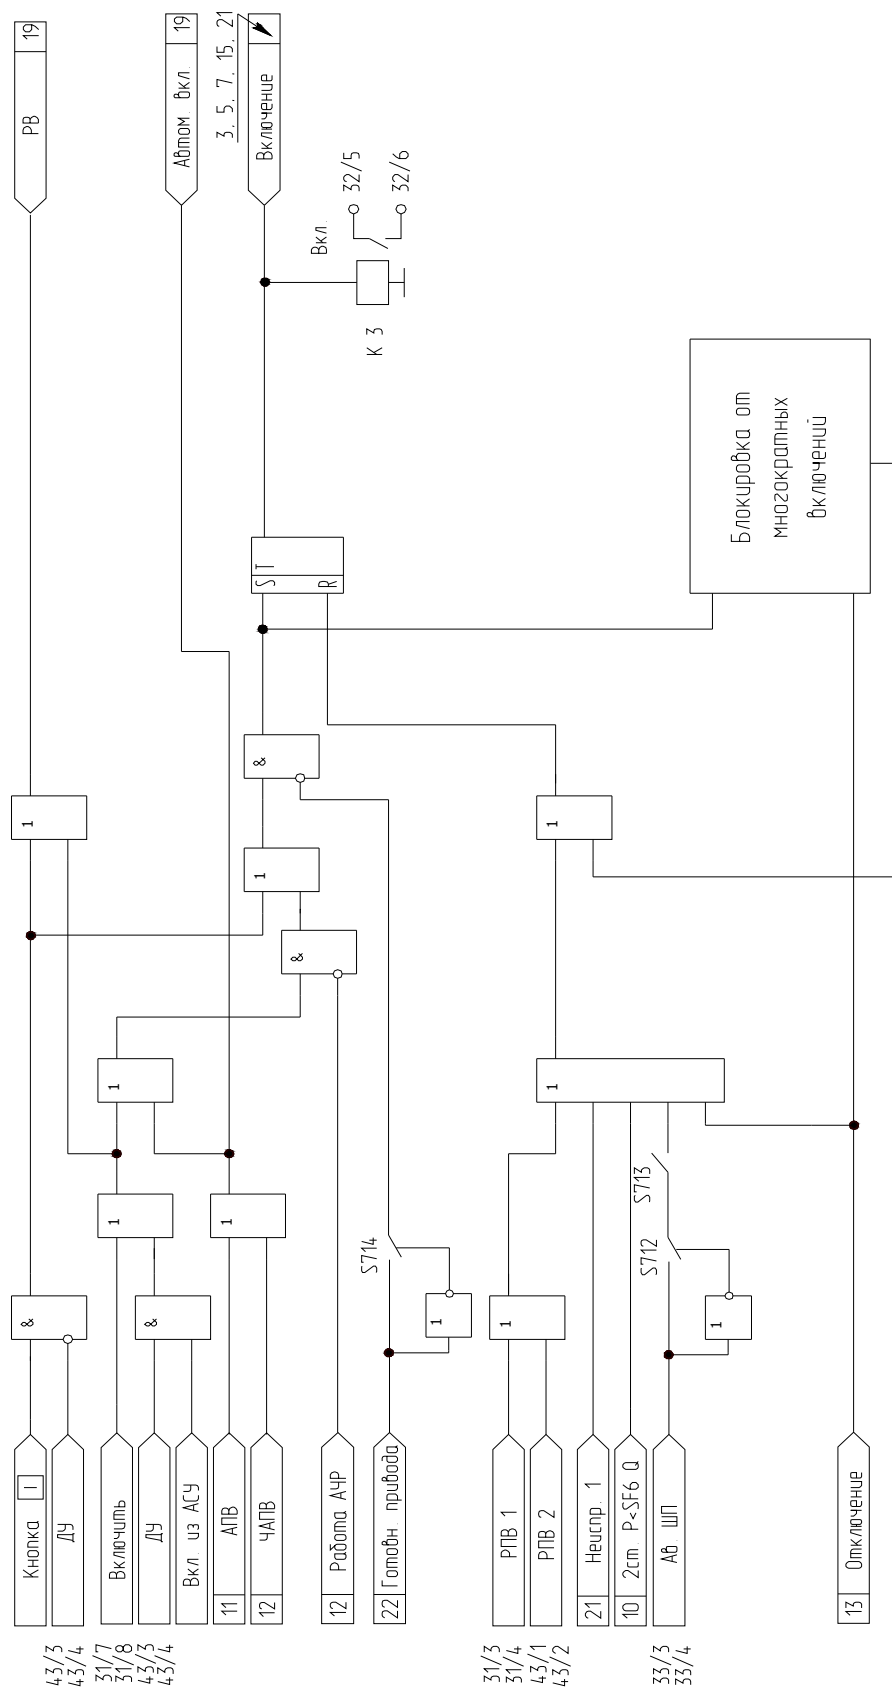 Кнопка I
43/3
43/4
ДУ
31/7
31/8
Включить
43/3
43/4
ДУ
Вкл. из АСУ
11 АПВ
12 ЧАПВ
12 Работа АЧР
22 Готовн. привода
31/3
31/4
РПВ 1
43/1
43/2
РПВ 2
21 Неиспр. 1
10 2ст. P<SF6 Q
33/3
33/4
Ав. ШП
13 Отключение
&
1
&
1
1
1
&
1
&
1
S714
1
1
1
S712
S713
1
S T
R
Блокировка от
многократных
включений
К 3
Вкл.
32/5
32/6
РВ 19
Автом. вкл. 19
Включение
3, 5, 7, 15, 21